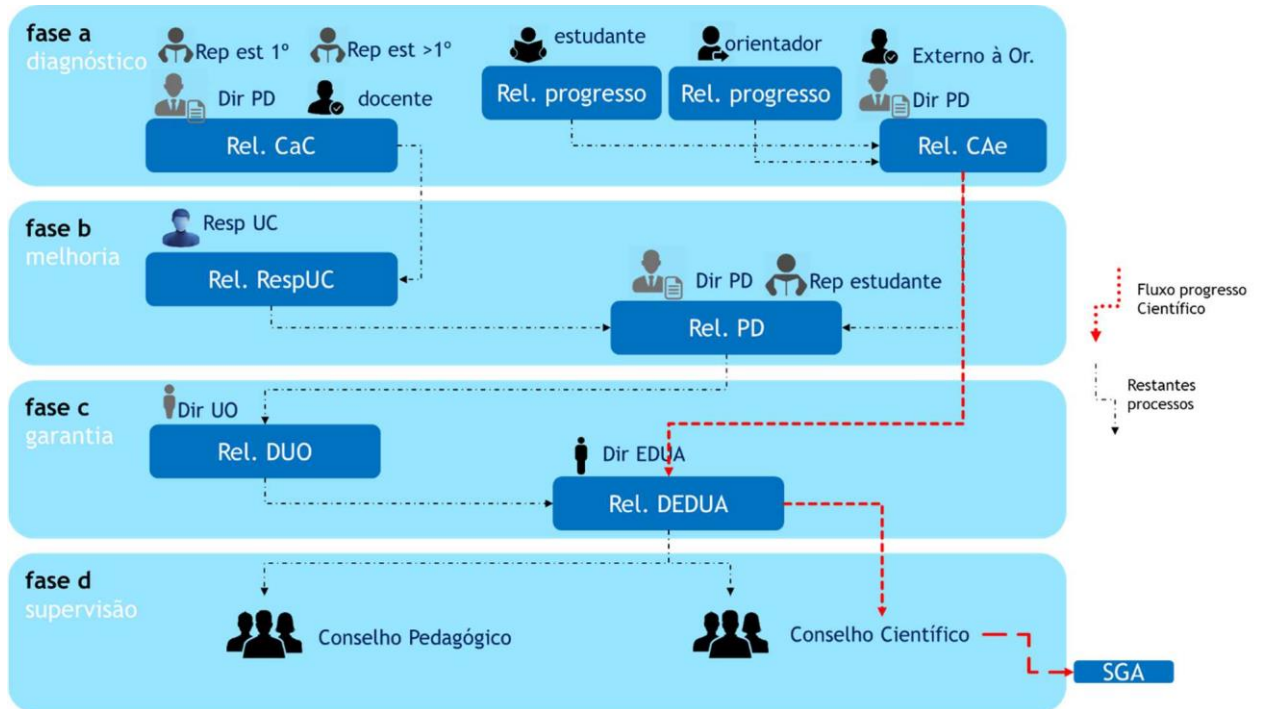 fase a
diagnóstico
Rep est 1º
Rep est >1º
Dir PD
docente
Rel. CaC
estudante
Rel. progresso
orientador
Rel. progresso
Externo à Or.
Dir PD
Rel. CAe
fase b
melhoria
Resp UC
Rel. RespUC
Dir PD
Rep estudante
Rel. PD
Fluxo progresso
Científico
Restantes
processos
fase c
garantia
Dir UO
Rel. DUO
Dir EDUA
Rel. DEDUA
fase d
supervisão
Conselho Pedagógico
Conselho Científico
SGA